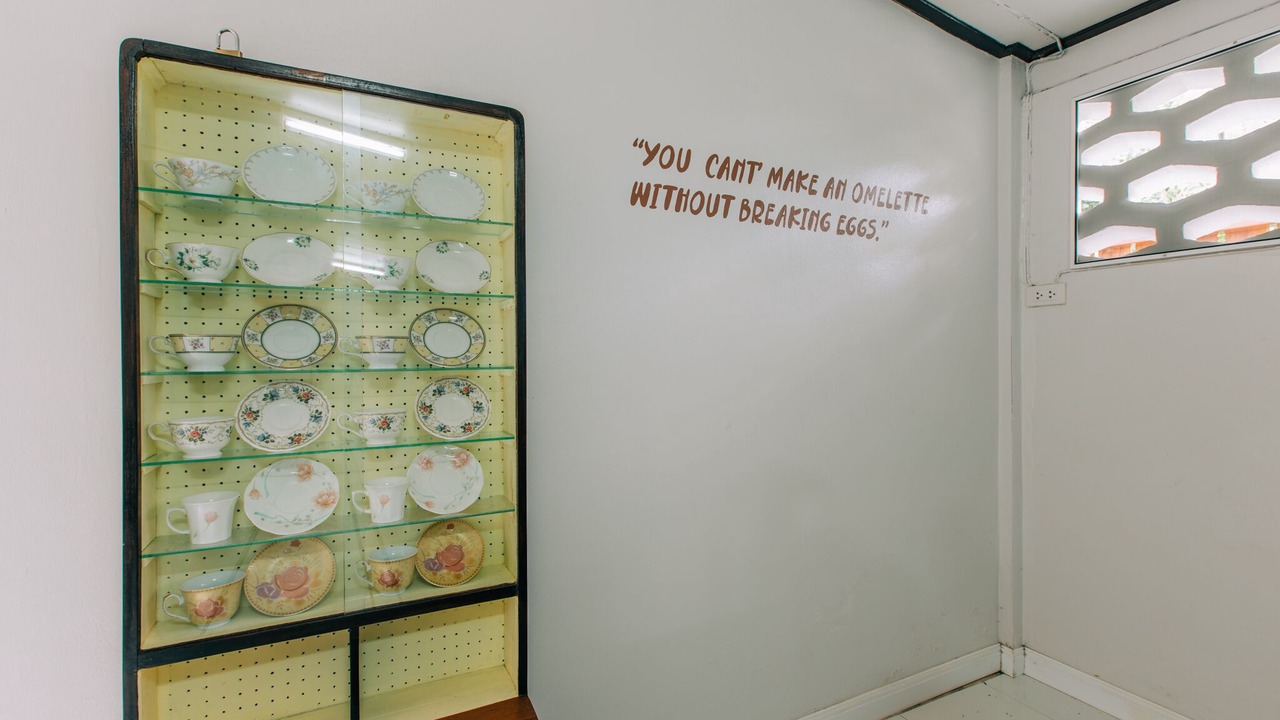 “YOU CANT’ MAKE AN OMELETTE
WITHOUT BREAKING EGGS.”